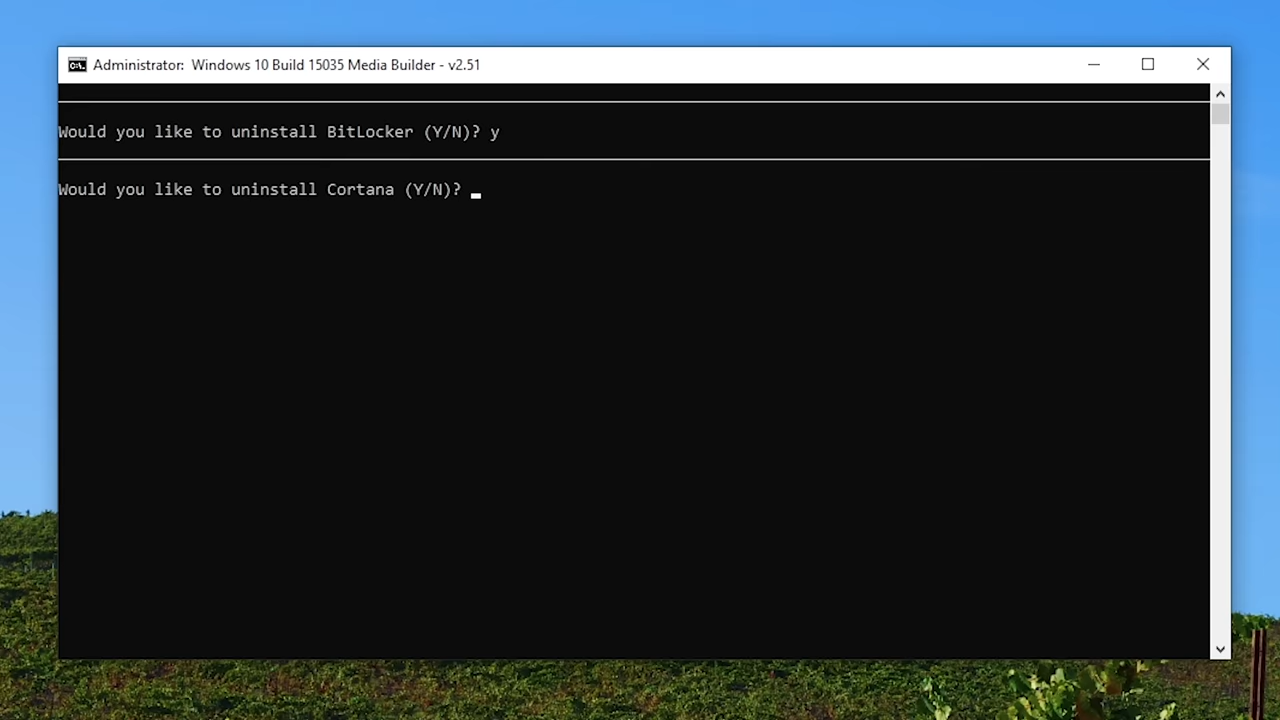 Administrator:  Windows 10 Build 15035 Media Builder - v2.51
Would you like to uninstall BitLocker (Y/N)? y
Would you like to uninstall Cortana (Y/N)?